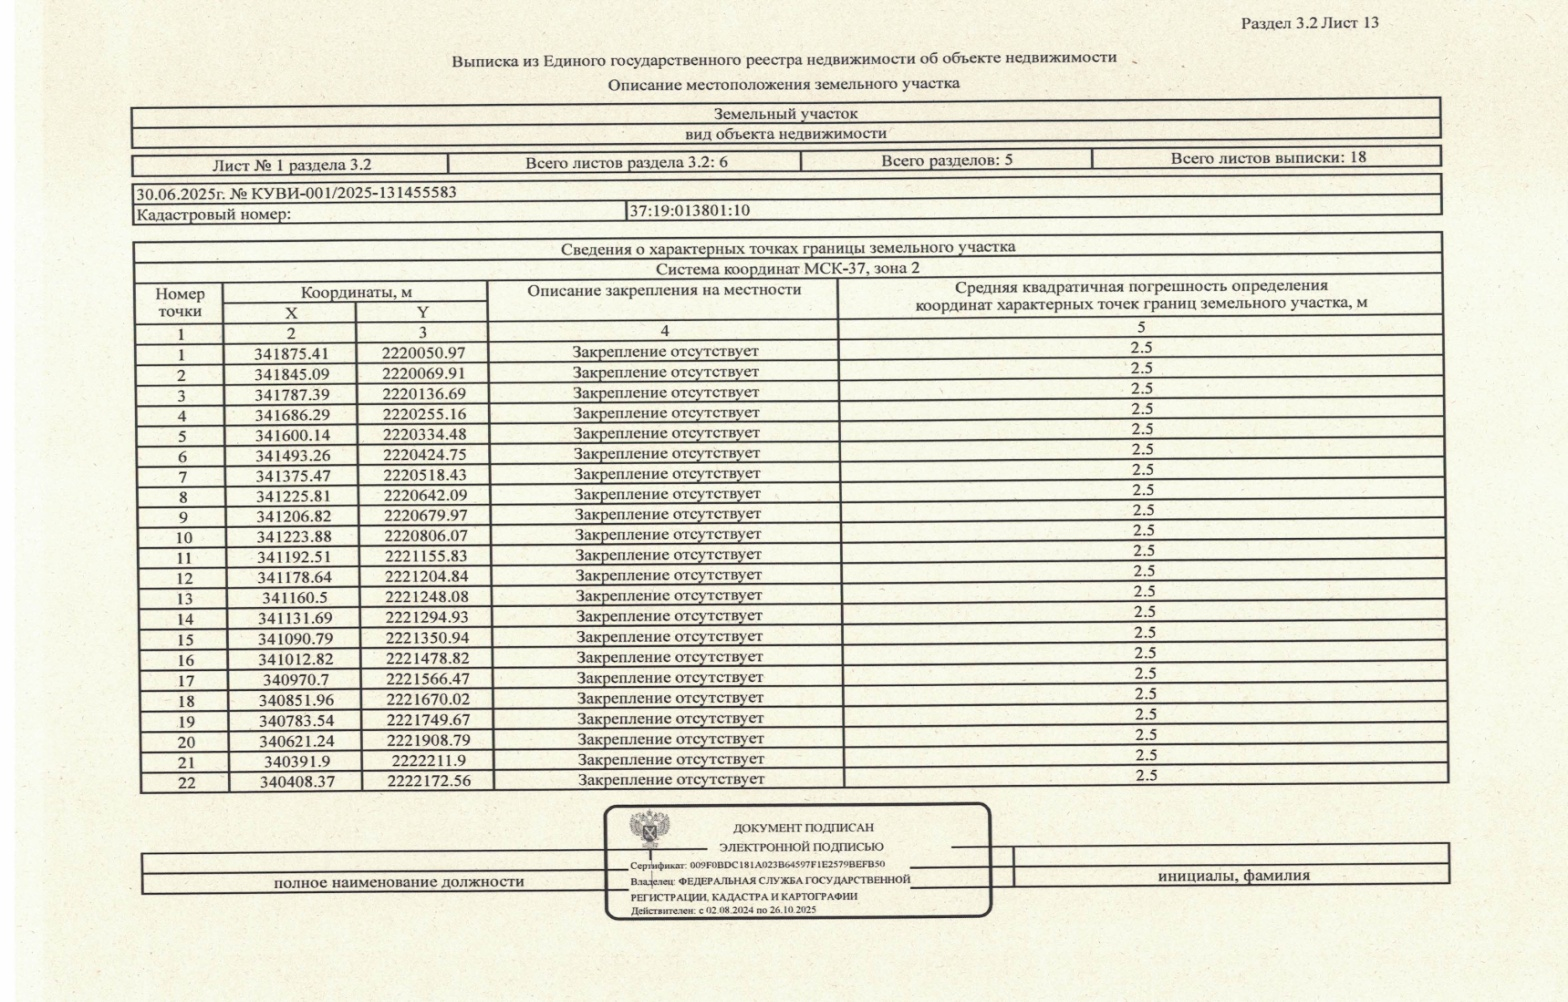 Раздел 3.2 Лист 13
Выписка из Единого государственного реестра недвижимости об объекте недвижимости
Описание местоположения земельного участка
Земельный участок
вид объекта недвижимости
Лист № 1 раздела 3.2 Всего листов раздела 3.2: 6 Всего разделов: 5 Всего листов выписки: 18
30.06.2025г. № КУВИ-001/2025-131455583
Кадастровый номер: 37:19:013801:10
Сведения о характерных точках границы земельного участка
Система координат МСК-37, зона 2
Номер точки Координаты, м Описание закрепления на местности Средняя квадратичная погрешность определения координат характерных точек границ земельного участка, м
X Y
1 2 3 4 5
1 341875.41 2220050.97 Закрепление отсутствует 2.5
2 341845.09 2220069.91 Закрепление отсутствует 2.5
3 341787.39 2220136.69 Закрепление отсутствует 2.5
4 341686.29 2220255.16 Закрепление отсутствует 2.5
5 341600.14 2220334.48 Закрепление отсутствует 2.5
6 341493.26 2220424.75 Закрепление отсутствует 2.5
7 341375.47 2220518.43 Закрепление отсутствует 2.5
8 341225.81 2220642.09 Закрепление отсутствует 2.5
9 341206.82 2220679.97 Закрепление отсутствует 2.5
10 341223.88 2220806.07 Закрепление отсутствует 2.5
11 341192.51 2221155.83 Закрепление отсутствует 2.5
12 341178.64 2221204.84 Закрепление отсутствует 2.5
13 341160.5 2221248.08 Закрепление отсутствует 2.5
14 341131.69 2221294.93 Закрепление отсутствует 2.5
15 341090.79 2221350.94 Закрепление отсутствует 2.5
16 341012.82 2221478.82 Закрепление отсутствует 2.5
17 340970.7 2221566.47 Закрепление отсутствует 2.5
18 340851.96 2221670.02 Закрепление отсутствует 2.5
19 340783.54 2221749.67 Закрепление отсутствует 2.5
20 340621.24 2221908.79 Закрепление отсутствует 2.5
21 340391.9 2222211.9 Закрепление отсутствует 2.5
22 340408.37 2222172.56 Закрепление отсутствует 2.5
ДОКУМЕНТ ПОДПИСАН
ЭЛЕКТРОННОЙ ПОДПИСЬЮ
Сертификат: 009F0BDC181A023B64597F1E2579BEFB50
Владелец: ФЕДЕРАЛЬНАЯ СЛУЖБА ГОСУДАРСТВЕННОЙ
РЕГИСТРАЦИИ, КАДАСТРА И КАРТОГРАФИИ
Действителен: с 02.08.2024 по 26.10.2025
полное наименование должности инициалы, фамилия